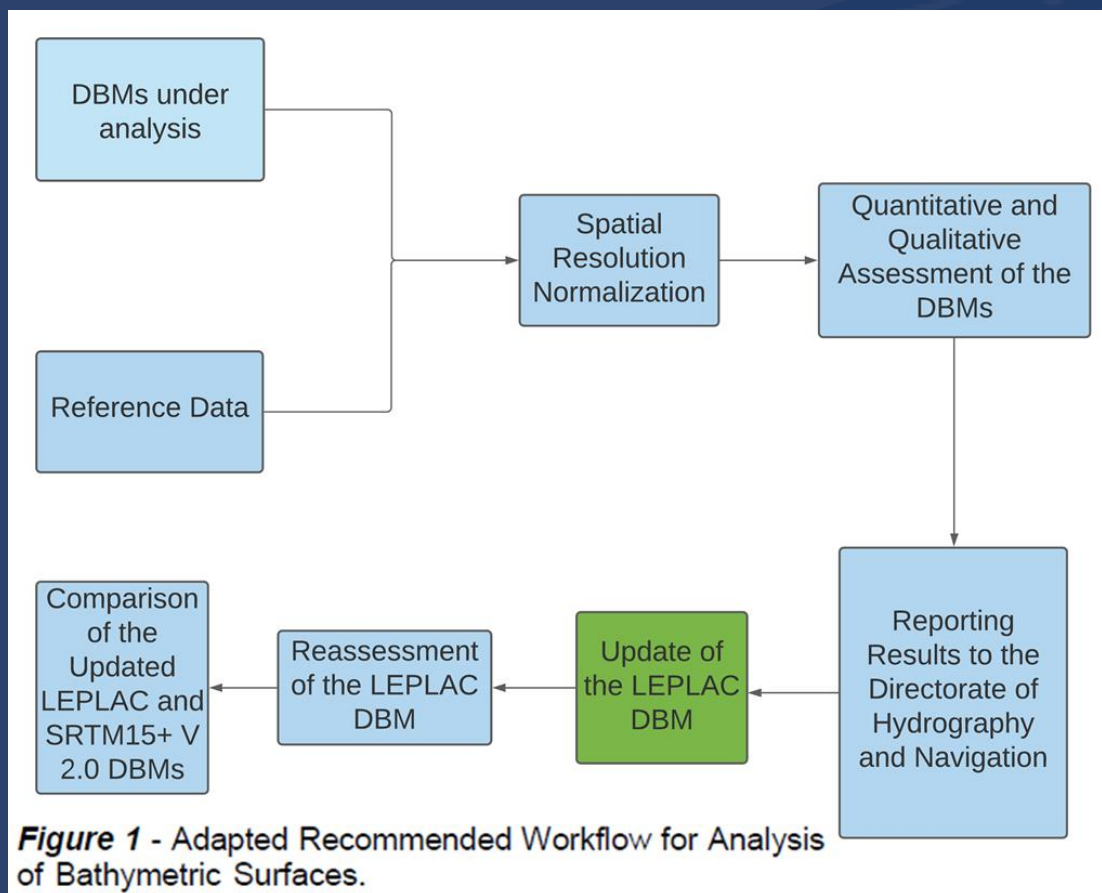 DBMs under
analysis
Reference Data
Spatial
Resolution
Normalization
Quantitative and
Qualitative
Assessment of the
DBMs
Reporting
Results to the
Directorate of
Hydrography
and Navigation
Update of
the LEPLAC
DBM
Reassessment
of the LEPLAC
DBM
Comparison
of the
Updated
LEPLAC and
SRTM15+ V
2.0 DBMs
Figure 1 - Adapted Recommended Workflow for Analysis
of Bathymetric Surfaces.